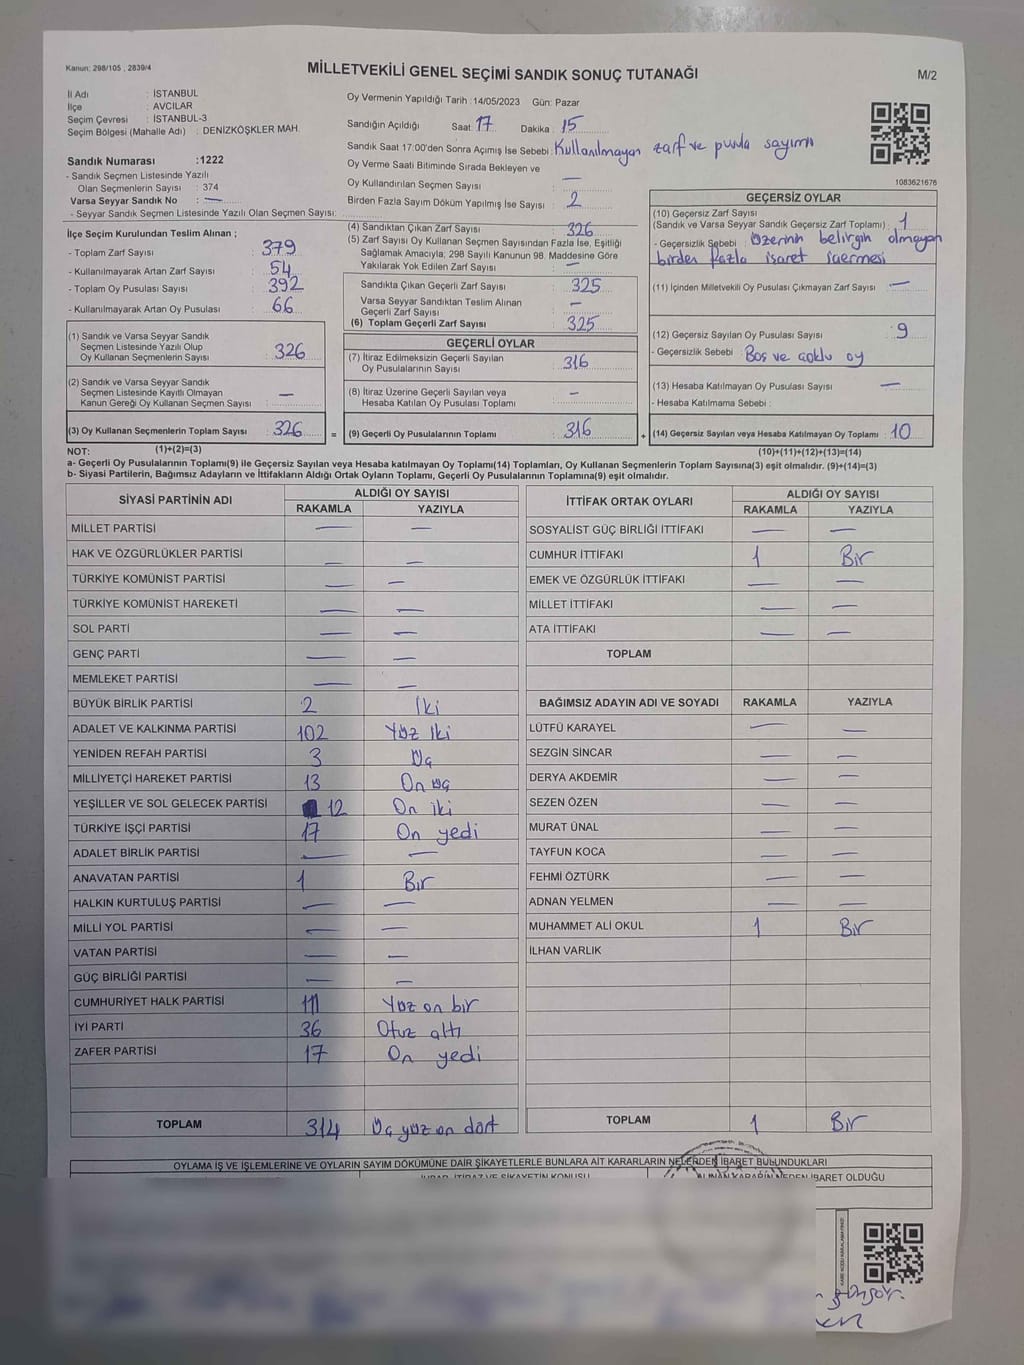 Kanun: 298/105 , 2839/4
MİLLETVEKİLİ GENEL SEÇİMİ SANDIK SONUÇ TUTANAĞI
M/2
İl Adı : İSTANBUL
İlçe : AVCILAR
Seçim Çevresi : İSTANBUL-3
Seçim Bölgesi (Mahalle Adı) : DENİZKÖŞKLER MAH.
Sandık Numarası :1222
- Sandık Seçmen Listesinde Yazılı
Olan Seçmenlerin Sayısı : 374
Varsa Seyyar Sandık No : —
- Seyyar Sandık Seçmen Listesinde Yazılı Olan Seçmen Sayısı:
İlçe Seçim Kurulundan Teslim Alınan ;
- Toplam Zarf Sayısı : 379
- Kullanılmayarak Artan Zarf Sayısı : 54
- Toplam Oy Pusulası Sayısı : 392
- Kullanılmayarak Artan Oy Pusulası : 66
(1) Sandık ve Varsa Seyyar Sandık
Seçmen Listesinde Yazılı Olup
Oy Kullanan Seçmenlerin Sayısı : 326
(2) Sandık ve Varsa Seyyar Sandık
Seçmen Listesinde Kayıtlı Olmayan
Kanun Gereği Oy Kullanan Seçmen Sayısı : —
(3) Oy Kullanan Seçmenlerin Toplam Sayısı : 326 =
Oy Vermenin Yapıldığı Tarih :14/05/2023 Gün: Pazar
Sandığın Açıldığı Saat: 17 Dakika : 15
Sandık Saat 17:00'den Sonra Açımış İse Sebebi : Kullanılmayan zarf ve pusula sayımı
Oy Verme Saati Bitiminde Sırada Bekleyen ve
Oy Kullandırılan Seçmen Sayısı : —
Birden Fazla Sayım Döküm Yapılmış İse Sayısı : 2
(4) Sandıktan Çıkan Zarf Sayısı : 326
(5) Zarf Sayısı Oy Kullanan Seçmen Sayısından Fazla İse, Eşitliği
Sağlamak Amacıyla; 298 Sayılı Kanunun 98. Maddesine Göre
Yakılarak Yok Edilen Zarf Sayısı : —
Sandıkta Çıkan Geçerli Zarf Sayısı : 325
Varsa Seyyar Sandıktan Teslim Alınan
Geçerli Zarf Sayısı : —
(6) Toplam Geçerli Zarf Sayısı : 325
GEÇERLİ OYLAR
(7) İtiraz Edilmeksizin Geçerli Sayılan
Oy Pusulalarının Sayısı : 316
(8) İtiraz Üzerine Geçerli Sayılan veya
Hesaba Katılan Oy Pusulası Toplamı : —
(9) Geçerli Oy Pusulalarının Toplamı : 316 +
1083621676
GEÇERSİZ OYLAR
(10) Geçersiz Zarf Sayısı
(Sandık ve Varsa Seyyar Sandık Geçersiz Zarf Toplamı) : 1
- Geçersizlik Sebebi : Üzerinin belirgin olmayan
birden fazla işaret içermesi
(11) İçinden Milletvekili Oy Pusulası Çıkmayan Zarf Sayısı : —
(12) Geçersiz Sayılan Oy Pusulası Sayısı : 9
- Geçersizlik Sebebi : Boş ve çoklu oy
(13) Hesaba Katılmayan Oy Pusulası Sayısı : —
- Hesaba Katılmama Sebebi :
(14) Geçersiz Sayılan veya Hesaba Katılmayan Oy Toplamı : 10
NOT: (1)+(2)=(3) (10)+(11)+(12)+(13)=(14)
a- Geçerli Oy Pusulalarının Toplamı(9) ile Geçersiz Sayılan veya Hesaba katılmayan Oy Toplamı(14) Toplamları, Oy Kullanan Seçmenlerin Toplam Sayısına(3) eşit olmalıdır. (9)+(14)=(3)
b- Siyasi Partilerin, Bağımsız Adayların ve İttifakların Aldığı Ortak Oyların Toplamı, Geçerli Oy Pusulalarının Toplamına(9) eşit olmalıdır.
SİYASİ PARTİNİN ADI ALDIĞI OY SAYISI
RAKAMLA YAZIYLA
MİLLET PARTİSİ — —
HAK VE ÖZGÜRLÜKLER PARTİSİ — —
TÜRKİYE KOMÜNİST PARTİSİ — —
TÜRKİYE KOMÜNİST HAREKETİ — —
SOL PARTİ — —
GENÇ PARTİ — —
MEMLEKET PARTİSİ — —
BÜYÜK BİRLİK PARTİSİ 2 İki
ADALET VE KALKINMA PARTİSİ 102 Yüz iki
YENİDEN REFAH PARTİSİ 3 Üç
MİLLİYETÇİ HAREKET PARTİSİ 13 On üç
YEŞİLLER VE SOL GELECEK PARTİSİ 12 On iki
TÜRKİYE İŞÇİ PARTİSİ 17 On yedi
ADALET BİRLİK PARTİSİ — —
ANAVATAN PARTİSİ 1 Bir
HALKIN KURTULUŞ PARTİSİ — —
MİLLİ YOL PARTİSİ — —
VATAN PARTİSİ — —
GÜÇ BİRLİĞİ PARTİSİ — —
CUMHURİYET HALK PARTİSİ 111 Yüz on bir
İYİ PARTİ 36 Otuz altı
ZAFER PARTİSİ 17 On yedi
TOPLAM 314 Üç yüz on dört
İTTİFAK ORTAK OYLARI ALDIĞI OY SAYISI
RAKAMLA YAZIYLA
SOSYALİST GÜÇ BİRLİĞİ İTTİFAKI — —
CUMHUR İTTİFAKI 1 Bir
EMEK VE ÖZGÜRLÜK İTTİFAKI — —
MİLLET İTTİFAKI — —
ATA İTTİFAKI — —
TOPLAM
BAĞIMSIZ ADAYIN ADI VE SOYADI RAKAMLA YAZIYLA
LÜTFÜ KARAYEL — —
SEZGİN SİNCAR — —
DERYA AKDEMİR — —
SEZEN ÖZEN — —
MURAT ÜNAL — —
TAYFUN KOCA — —
FEHMİ ÖZTÜRK — —
ADNAN YELMEN — —
MUHAMMET ALİ OKUL 1 Bir
İLHAN VARLIK
TOPLAM 1 Bir
OYLAMA İŞ VE İŞLEMLERİNE VE OYLARIN SAYIM DÖKÜMÜNE DAİR ŞİKAYETLERLE BUNLARA AİT KARARLARIN NELERDEN İBARET BULUNDUKLARI
İTİRAZ VE ŞİKAYETİN KONUSU
ALINAN KARARIN NEDEN İBARET OLDUĞU